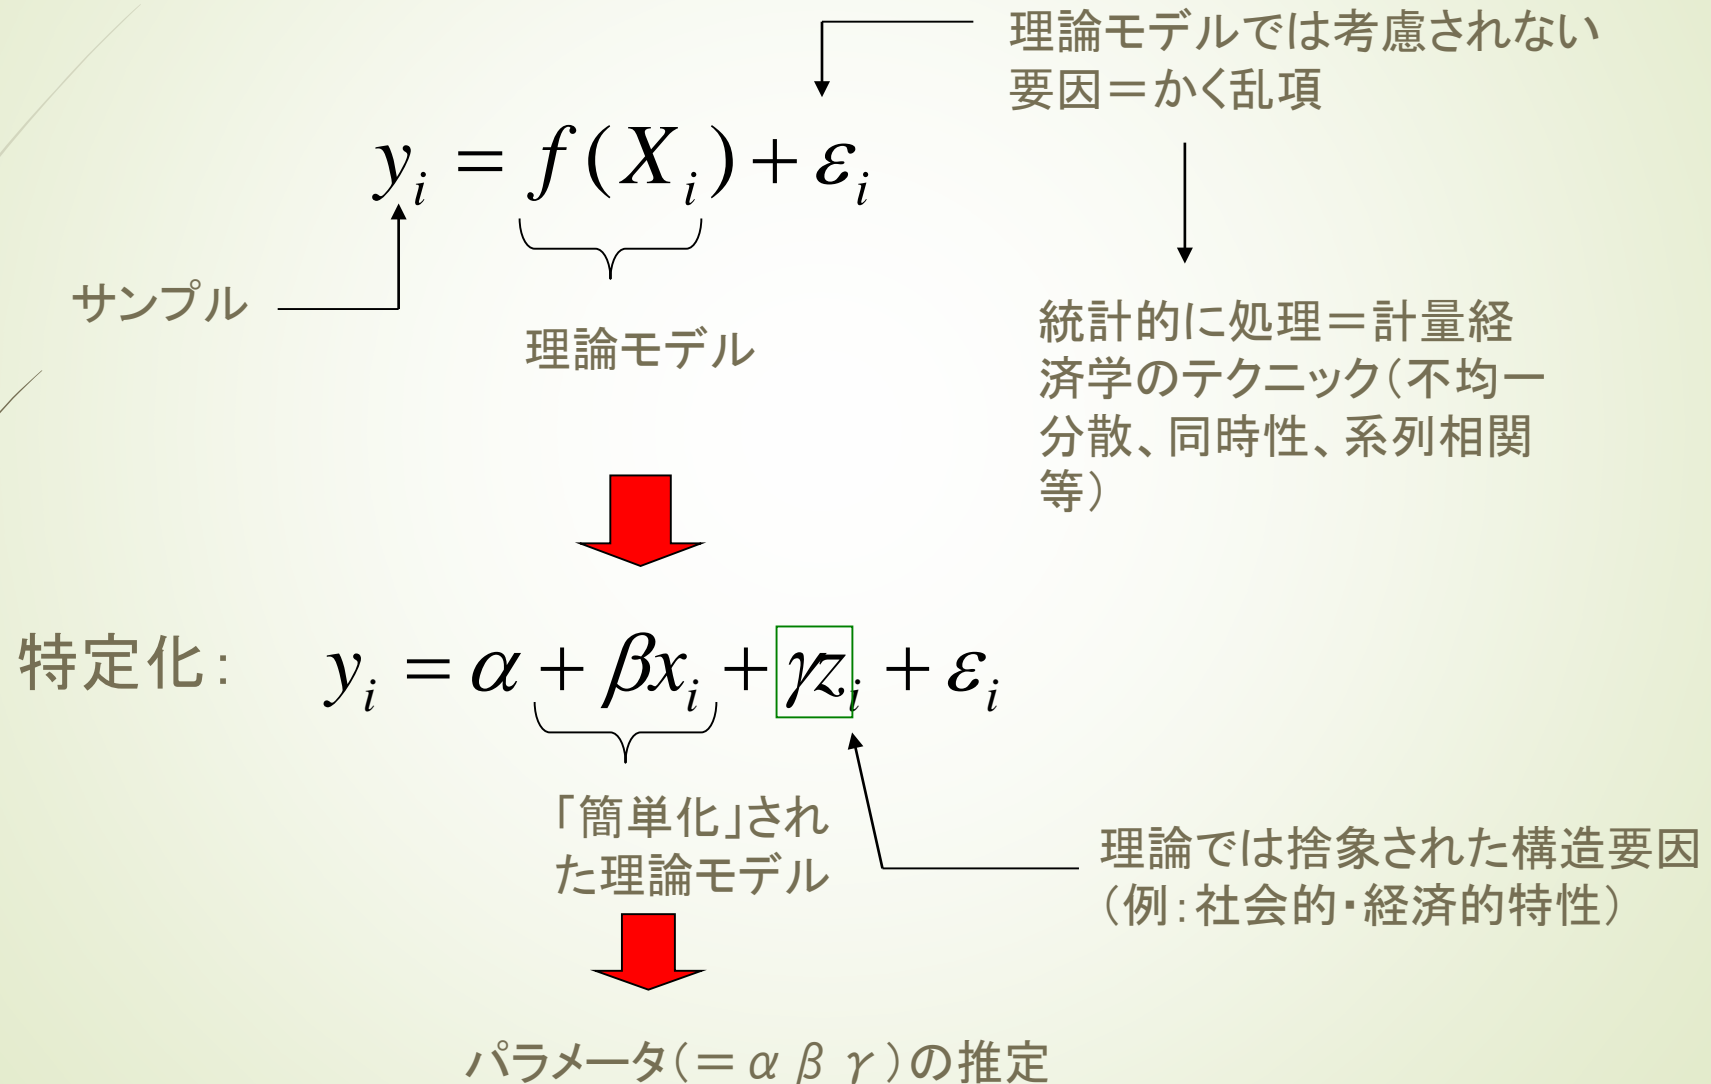 理論モデルでは考慮されない
要因＝かく乱項
y_i = f(X_i) + ε_i
サンプル
理論モデル
統計的に処理＝計量経
済学のテクニック（不均一
分散、同時性、系列相関
等）
特定化：
y_i = α + βx_i + γz_i + ε_i
「簡単化」され
た理論モデル
理論では捨象された構造要因
（例：社会的・経済的特性）
パラメータ（＝α β γ）の推定